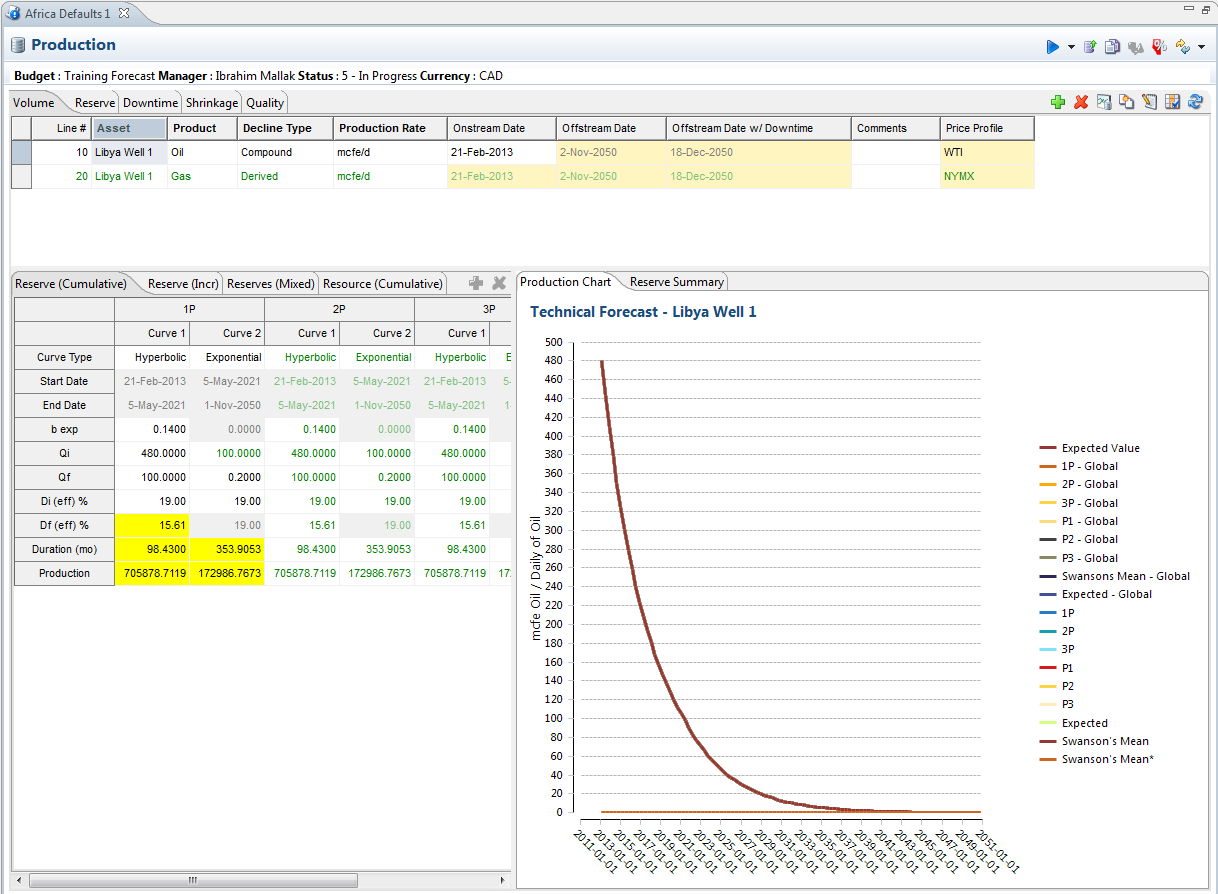 Africa Defaults 1
Production
Budget : Training Forecast Manager : Ibrahim Mallak Status : 5 - In Progress Currency : CAD
Volume Reserve Downtime Shrinkage Quality
Line # Asset Product Decline Type Production Rate Onstream Date Offstream Date Offstream Date w/ Downtime Comments Price Profile
10 Libya Well 1 Oil Compound mcfe/d 21-Feb-2013 2-Nov-2050 18-Dec-2050 WTI
20 Libya Well 1 Gas Derived mcfe/d 21-Feb-2013 2-Nov-2050 18-Dec-2050 NYMX
Reserve (Cumulative) Reserve (Incr) Reserves (Mixed) Resource (Cumulative)
1P 2P 3P
Curve 1 Curve 2 Curve 1 Curve 2 Curve 1
Curve Type Hyperbolic Exponential Hyperbolic Exponential Hyperbolic E
Start Date 21-Feb-2013 5-May-2021 21-Feb-2013 5-May-2021 21-Feb-2013 5-
End Date 5-May-2021 1-Nov-2050 5-May-2021 1-Nov-2050 5-May-2021 1-
b exp 0.1400 0.0000 0.1400 0.0000 0.1400
Qi 480.0000 100.0000 480.0000 100.0000 480.0000
Qf 100.0000 0.2000 100.0000 0.2000 100.0000
Di (eff) % 19.00 19.00 19.00 19.00 19.00
Df (eff) % 15.61 19.00 15.61 19.00 15.61
Duration (mo) 98.4300 353.9053 98.4300 353.9053 98.4300
Production 705878.7119 172986.7673 705878.7119 172986.7673 705878.7119 17
Production Chart Reserve Summary
Technical Forecast - Libya Well 1
mcfe Oil / Daily of Oil
500
480
460
440
420
400
380
360
340
320
300
280
260
240
220
200
180
160
140
120
100
80
60
40
20
0
2011-01-01
2013-01-01
2015-01-01
2017-01-01
2019-01-01
2021-01-01
2023-01-01
2025-01-01
2027-01-01
2029-01-01
2031-01-01
2033-01-01
2035-01-01
2037-01-01
2039-01-01
2041-01-01
2043-01-01
2045-01-01
2047-01-01
2049-01-01
2051-01-01
Expected Value
1P - Global
2P - Global
3P - Global
P1 - Global
P2 - Global
P3 - Global
Swansons Mean - Global
Expected - Global
1P
2P
3P
P1
P2
P3
Expected
Swanson's Mean
Swanson's Mean*